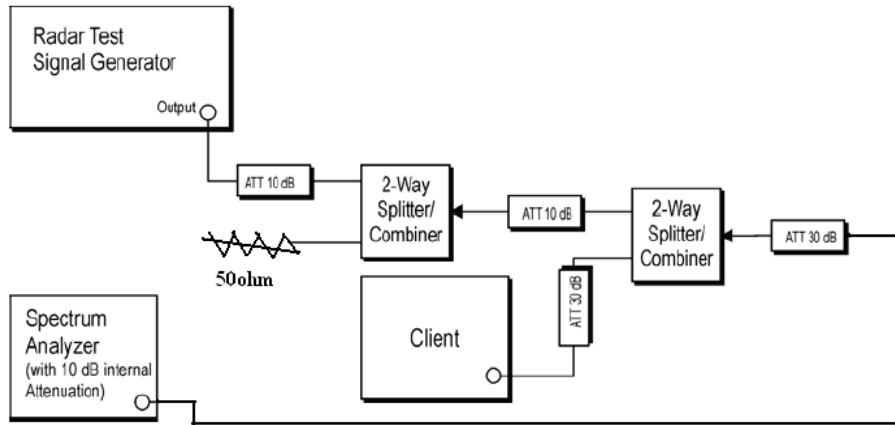 Radar Test
Signal Generator
Output
ATT 10 dB
2-Way
Splitter/
Combiner
ATT 10 dB
2-Way
Splitter/
Combiner
ATT 30 dB
50ohm
ATT 30 dB
Client
Spectrum
Analyzer
(with 10 dB internal
Attenuation)